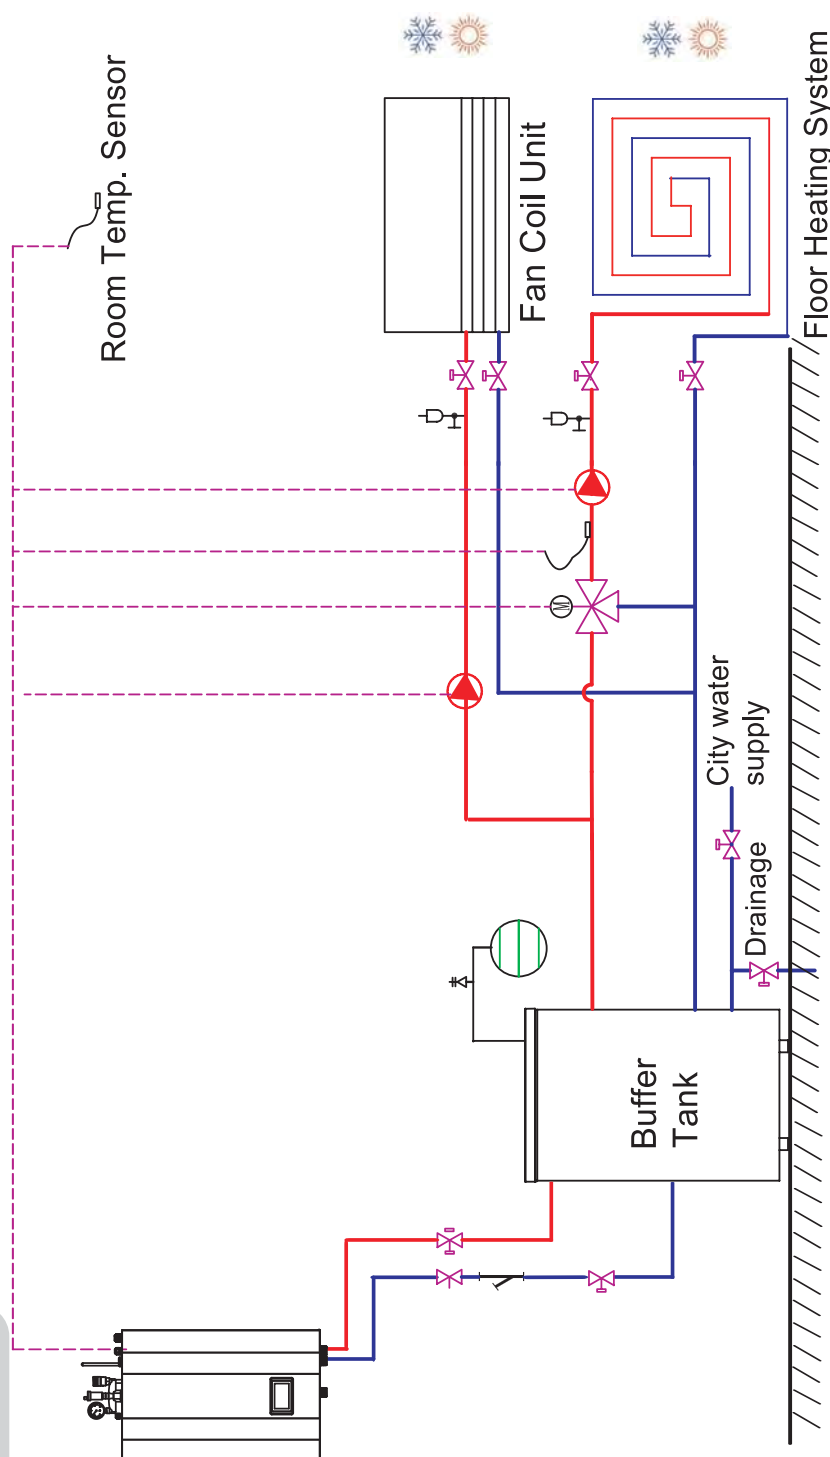 Room Temp. Sensor
Fan Coil Unit
Floor Heating System
M
City water
supply
Drainage
Buffer
Tank